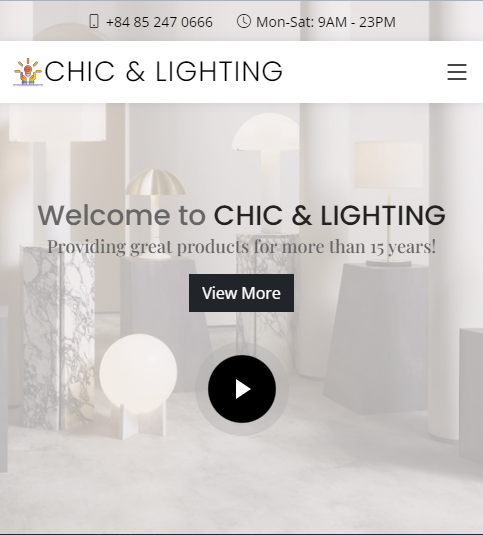 +84 85 247 0666 Mon-Sat: 9AM - 23PM
CHIC & LIGHTING
Welcome to CHIC & LIGHTING
Providing great products for more than 15 years!
View More